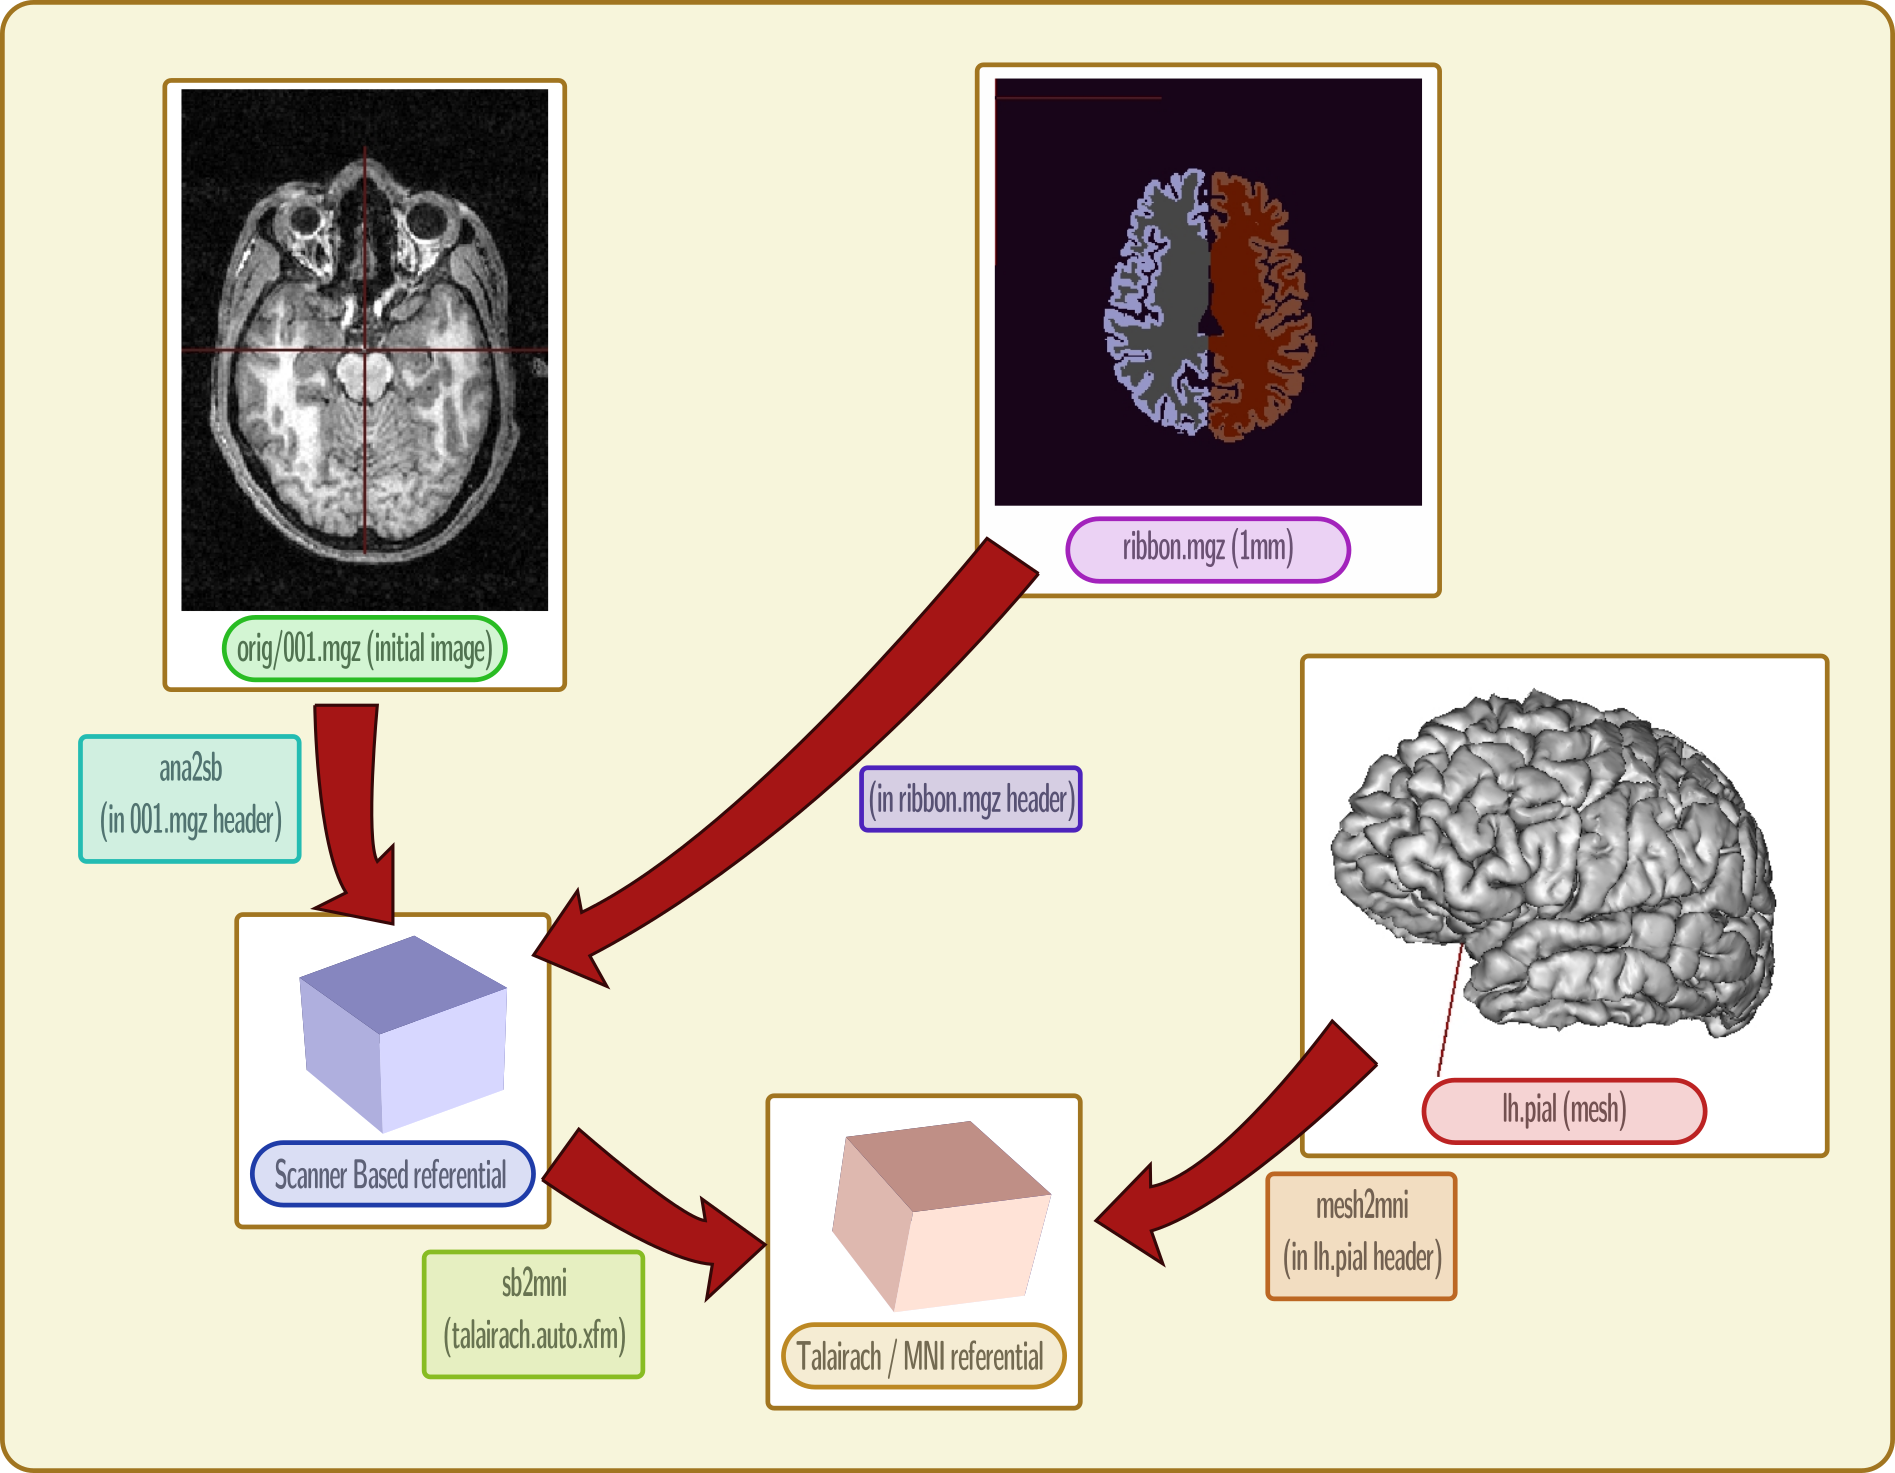 ribbon.mgz (1mm)
orig/001.mgz (initial image)
ana2sb
(in 001.mgz header)
(in ribbon.mgz header)
lh.pial (mesh)
Scanner Based referential
mesh2mni
(in lh.pial header)
sb2mni
(talairach.auto.xfm)
Talairach / MNI referential